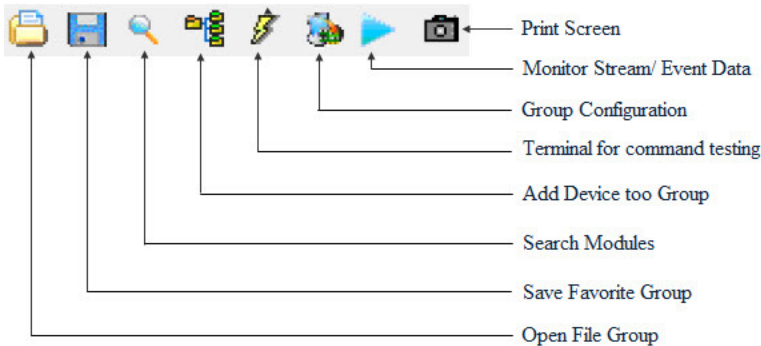 Print Screen
Monitor Stream/ Event Data
Group Configuration
Terminal for command testing
Add Device too Group
Search Modules
Save Favorite Group
Open File Group